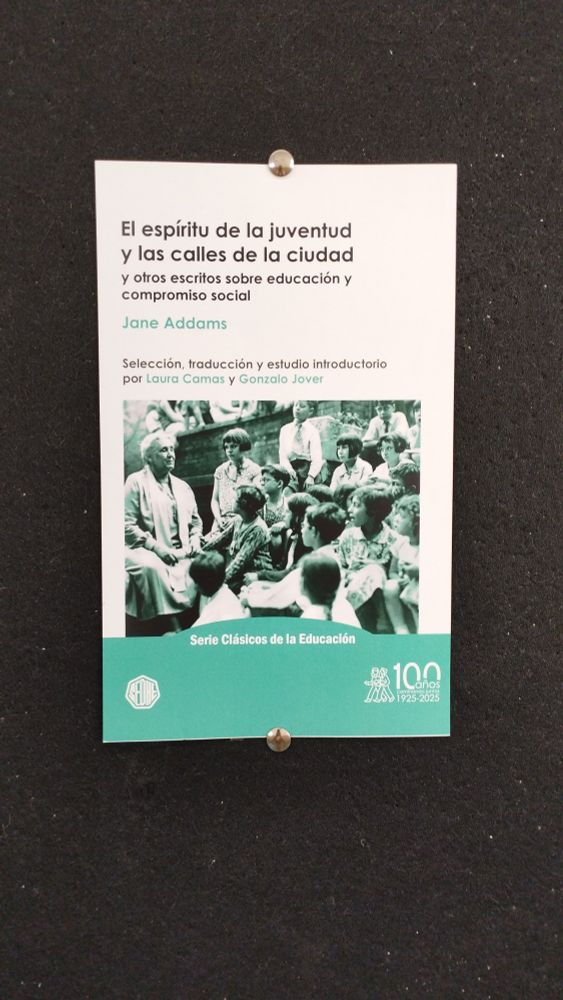 El espíritu de la juventud
y las calles de la ciudad
y otros escritos sobre educación y
compromiso social
Jane Addams
Selección, traducción y estudio introductorio
por Laura Camas y Gonzalo Jover
Serie Clásicos de la Educación
100
años
1925-2025